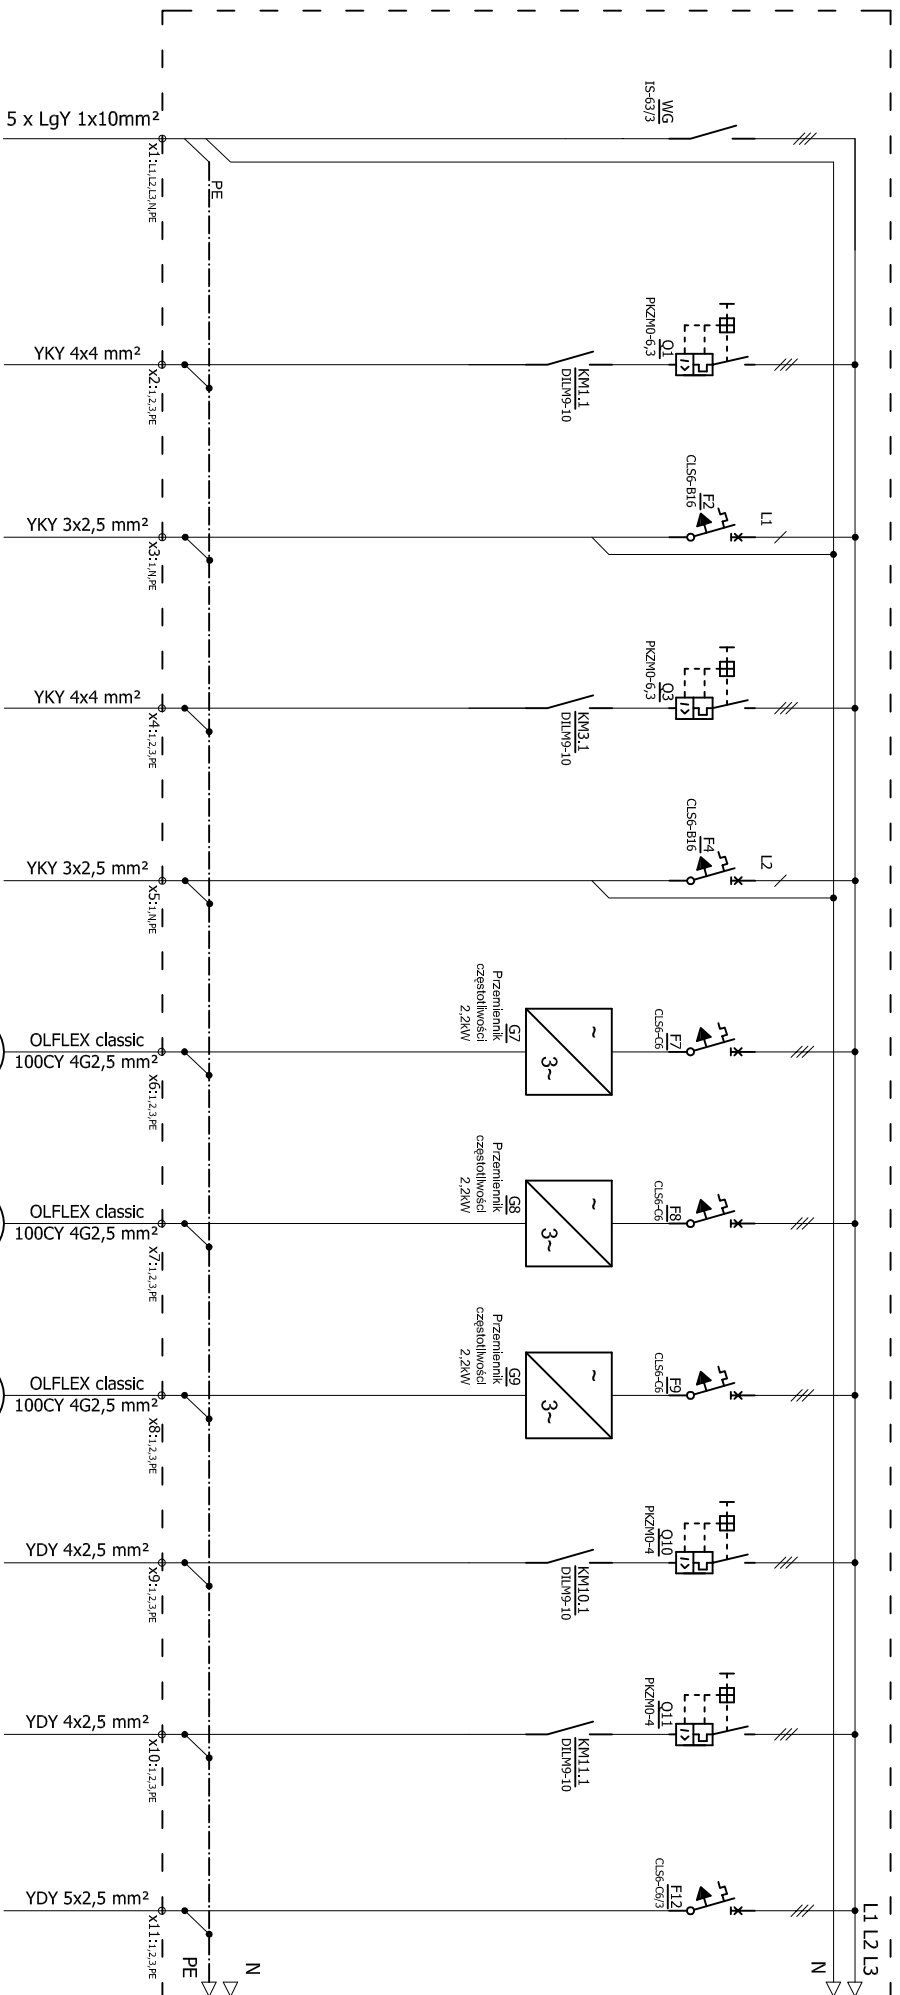 5 x LgY 1x10mm²
x1:L1,L2,L3,N,PE
PE
WG
IS-63/3
YKY 4x4 mm²
x2:1,2,3,PE
KM1.1
DILM9-10
Q1
PKZM0-6,3
YKY 3x2,5 mm²
x3:1,N,PE
F2
CLS6-B16
L1
YKY 4x4 mm²
x4:1,2,3,PE
KM3.1
DILM9-10
Q3
PKZM0-6,3
YKY 3x2,5 mm²
x5:1,N,PE
F4
CLS6-B16
L2
OLFLEX classic
100CY 4G2,5 mm²
x6:1,2,3,PE
G7
Przemiennik
częstotliwości
2,2kW
~
3~
F7
CLS6-C6
OLFLEX classic
100CY 4G2,5 mm²
x7:1,2,3,PE
G8
Przemiennik
częstotliwości
2,2kW
~
3~
F8
CLS6-C6
OLFLEX classic
100CY 4G2,5 mm²
x8:1,2,3,PE
G9
Przemiennik
częstotliwości
2,2kW
~
3~
F9
CLS6-C6
YDY 4x2,5 mm²
x9:1,2,3,PE
KM10.1
DILM9-10
Q10
PKZM0-4
YDY 4x2,5 mm²
x10:1,2,3,PE
KM11.1
DILM9-10
Q11
PKZM0-4
YDY 5x2,5 mm²
x11:1,2,3,PE
F12
CLS6-C6/3
L1 L2 L3
N
N
PE